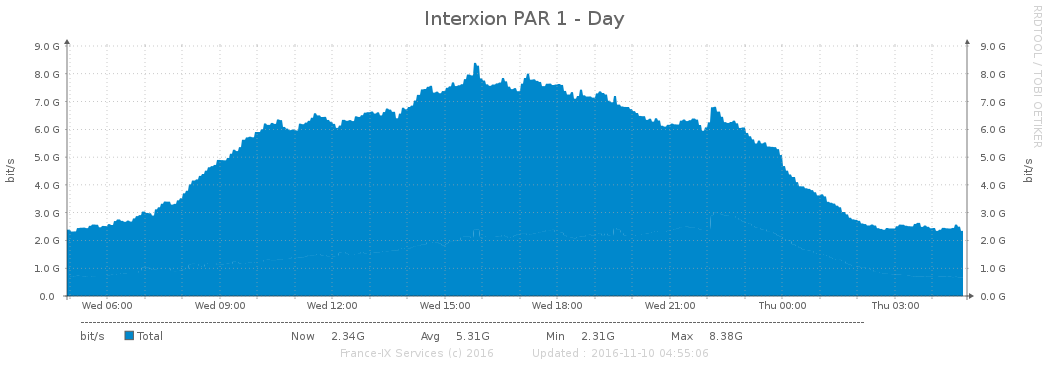 Interxion PAR 1 - Day
RRDTOOL / TOBI OETIKER
bit/s
9.0 G
8.0 G
7.0 G
6.0 G
5.0 G
4.0 G
3.0 G
2.0 G
1.0 G
0.0
9.0 G
8.0 G
7.0 G
6.0 G
5.0 G
4.0 G
3.0 G
2.0 G
1.0 G
0.0 G
bit/s
Wed 06:00 Wed 09:00 Wed 12:00 Wed 15:00 Wed 18:00 Wed 21:00 Thu 00:00 Thu 03:00
bit/s Total Now 2.34G Avg 5.31G Min 2.31G Max 8.38G
France-IX Services (c) 2016 Updated : 2016-11-10 04:55:06